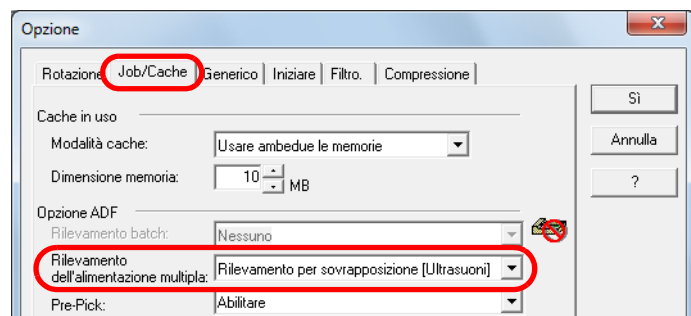 Opzione
Rotazione Job/Cache Generico Iniziare Filtro. Compressione
Sì
Cache in uso
Modalità cache: Usare ambedue le memorie
Annulla
Dimensione memoria: 10 MB
?
Opzione ADF
Rilevamento batch: Nessuno
Rilevamento
dell'alimentazione multipla: Rilevamento per sovrapposizione [Ultrasuoni]
Pre-Pick: Abilitare